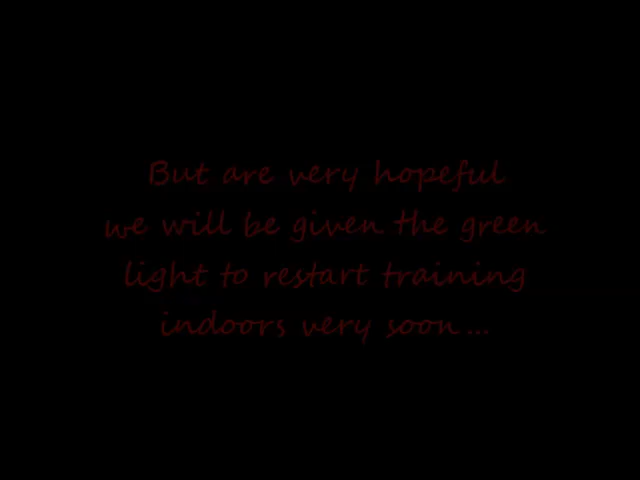 But are very hopeful
we will be given the green
light to restart training
indoors very soon...